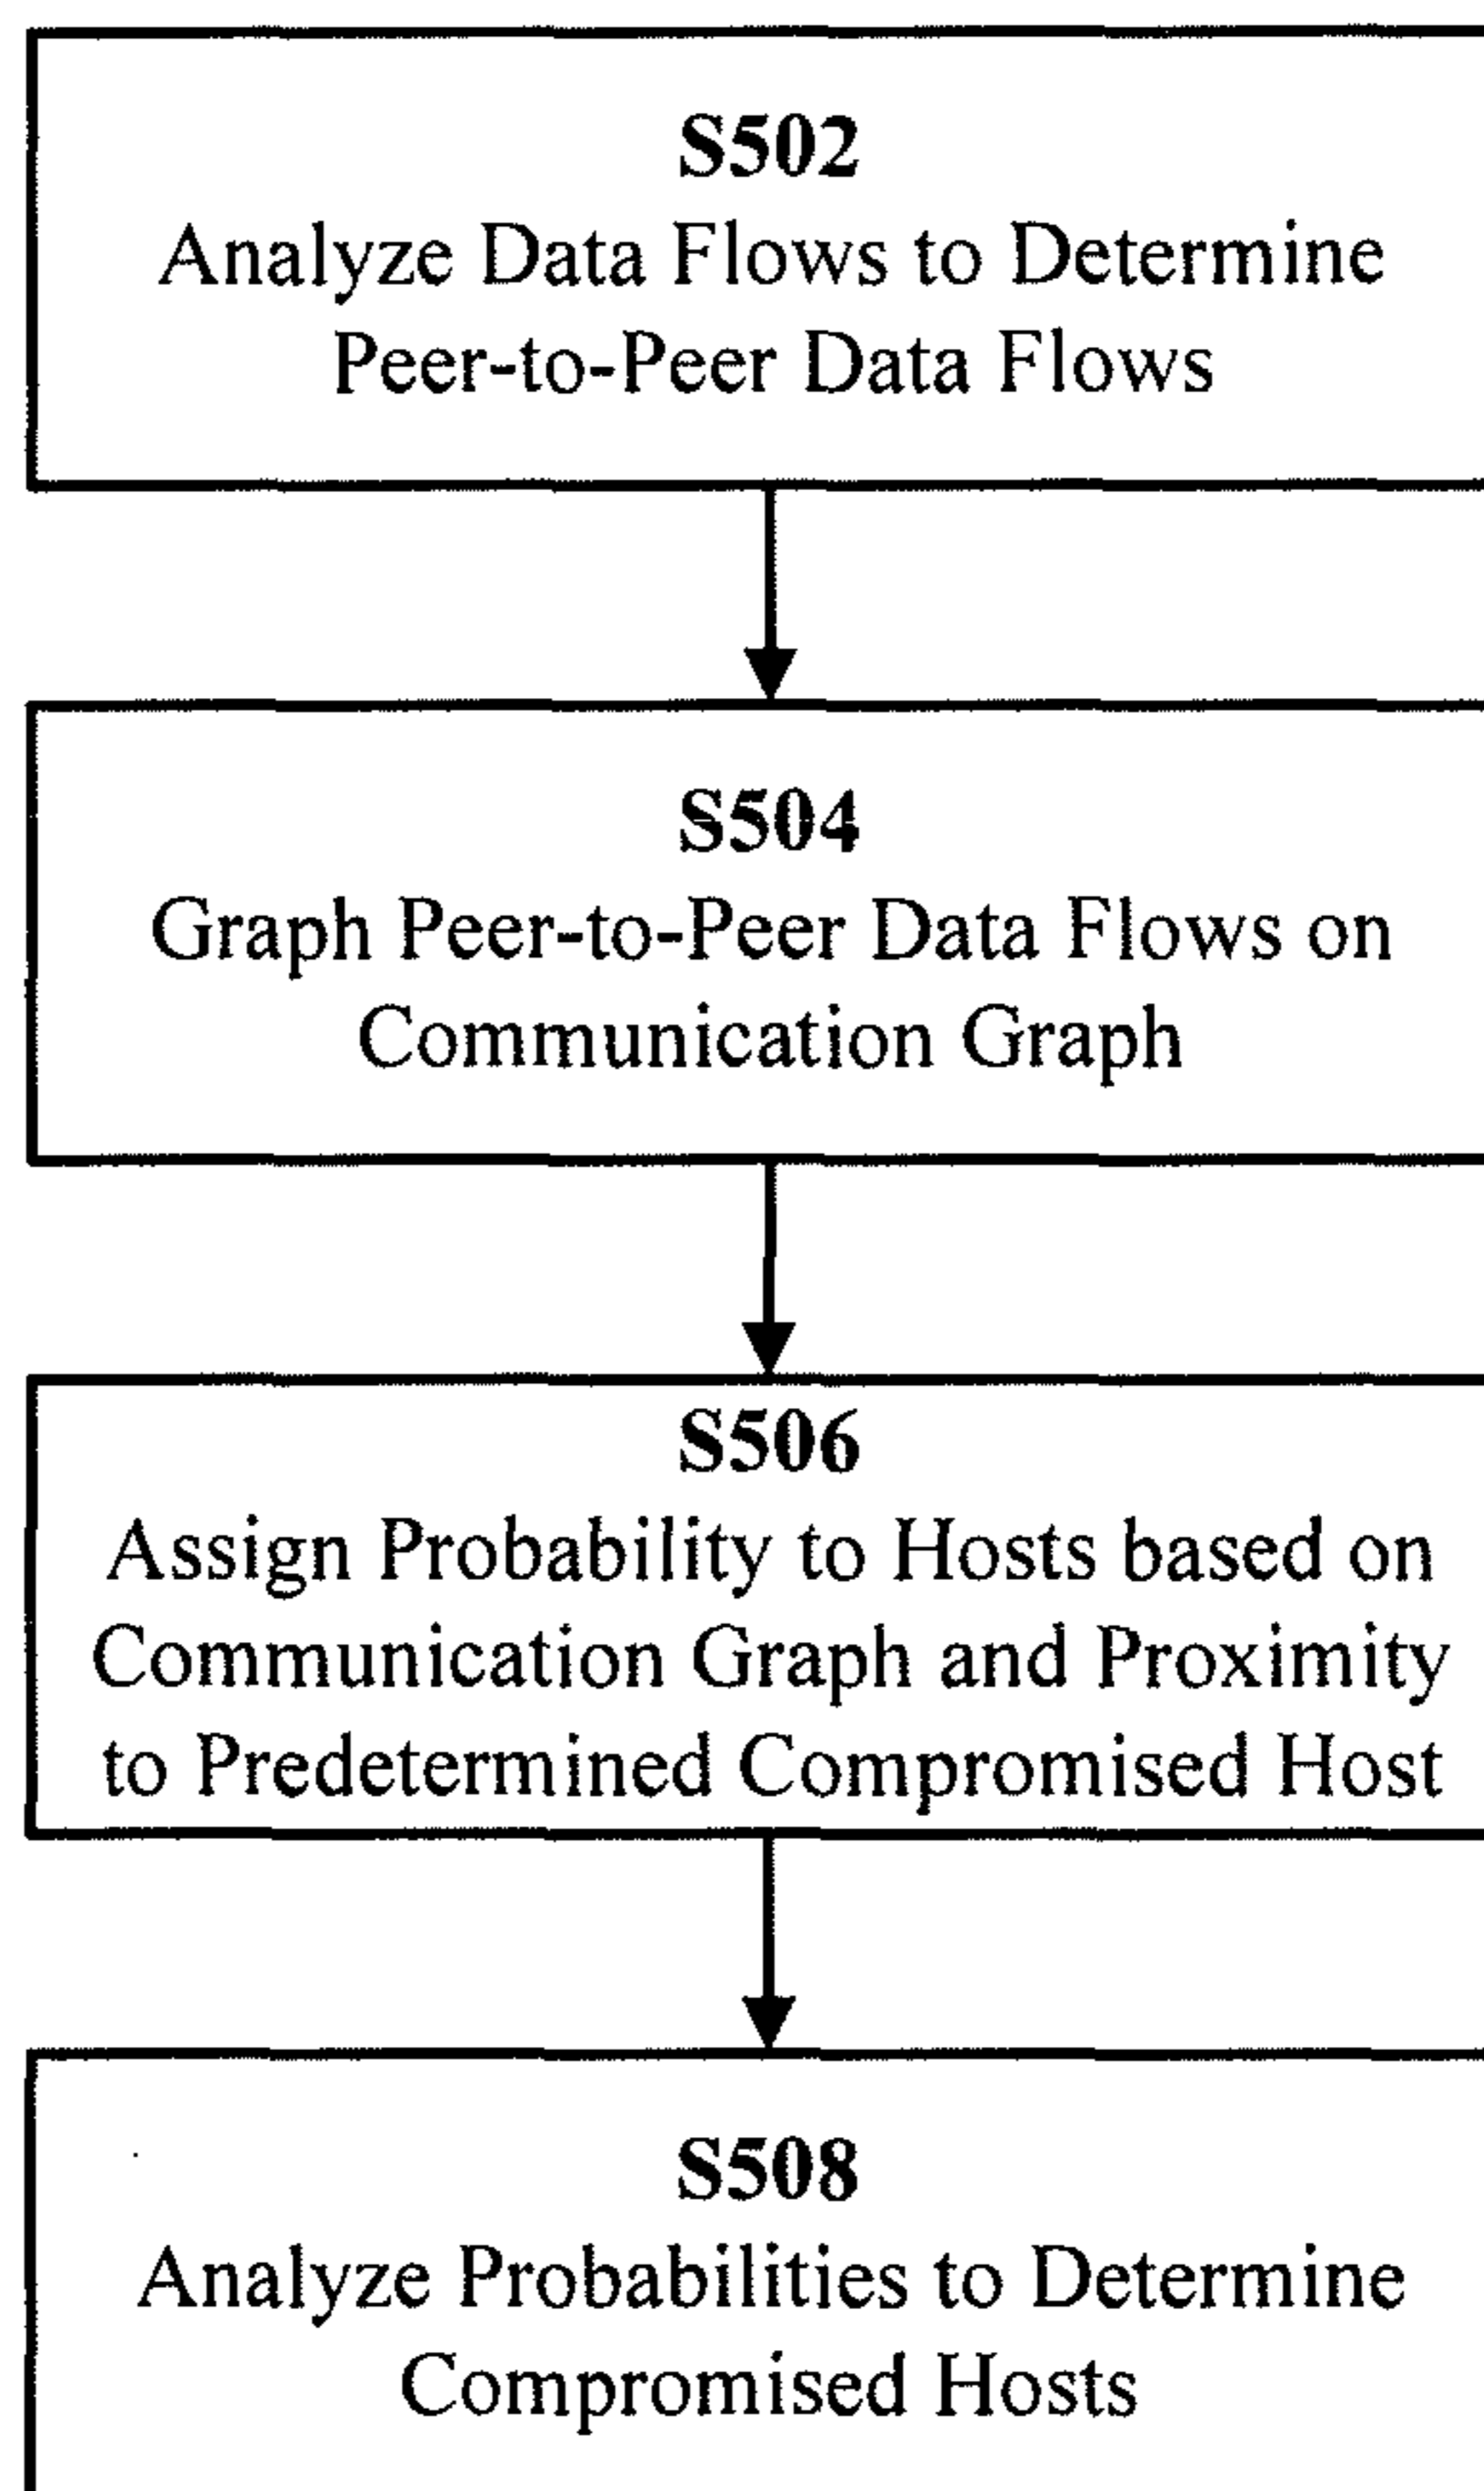 S502
Analyze Data Flows to Determine
Peer-to-Peer Data Flows
S504
Graph Peer-to-Peer Data Flows on
Communication Graph
S506
Assign Probability to Hosts based on
Communication Graph and Proximity
to Predetermined Compromised Host
S508
Analyze Probabilities to Determine
Compromised Hosts